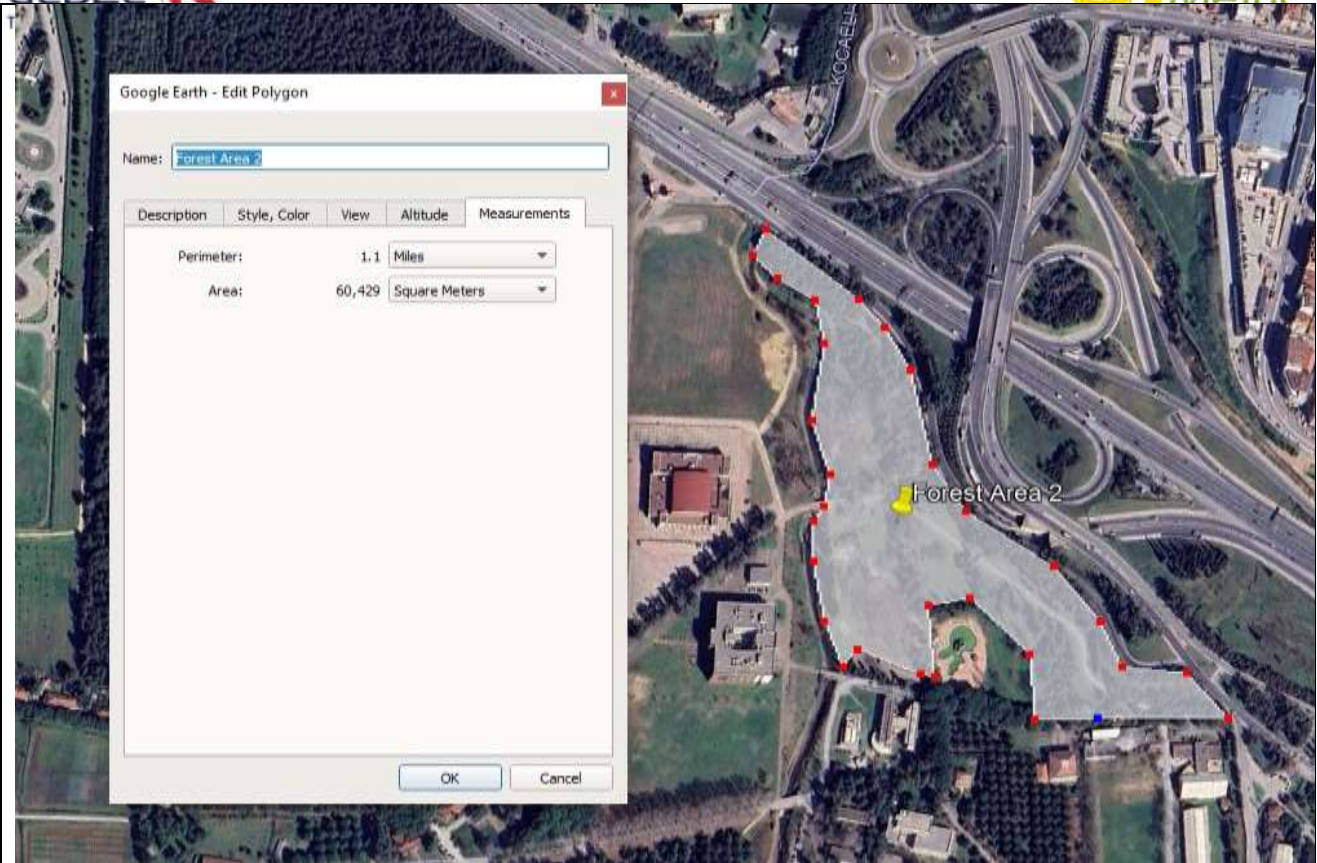 KOCAELİ
Google Earth - Edit Polygon
Name: Forest Area 2
Description Style, Color View Altitude Measurements
Perimeter: 1.1 Miles
Area: 60,429 Square Meters
Forest Area 2
OK Cancel